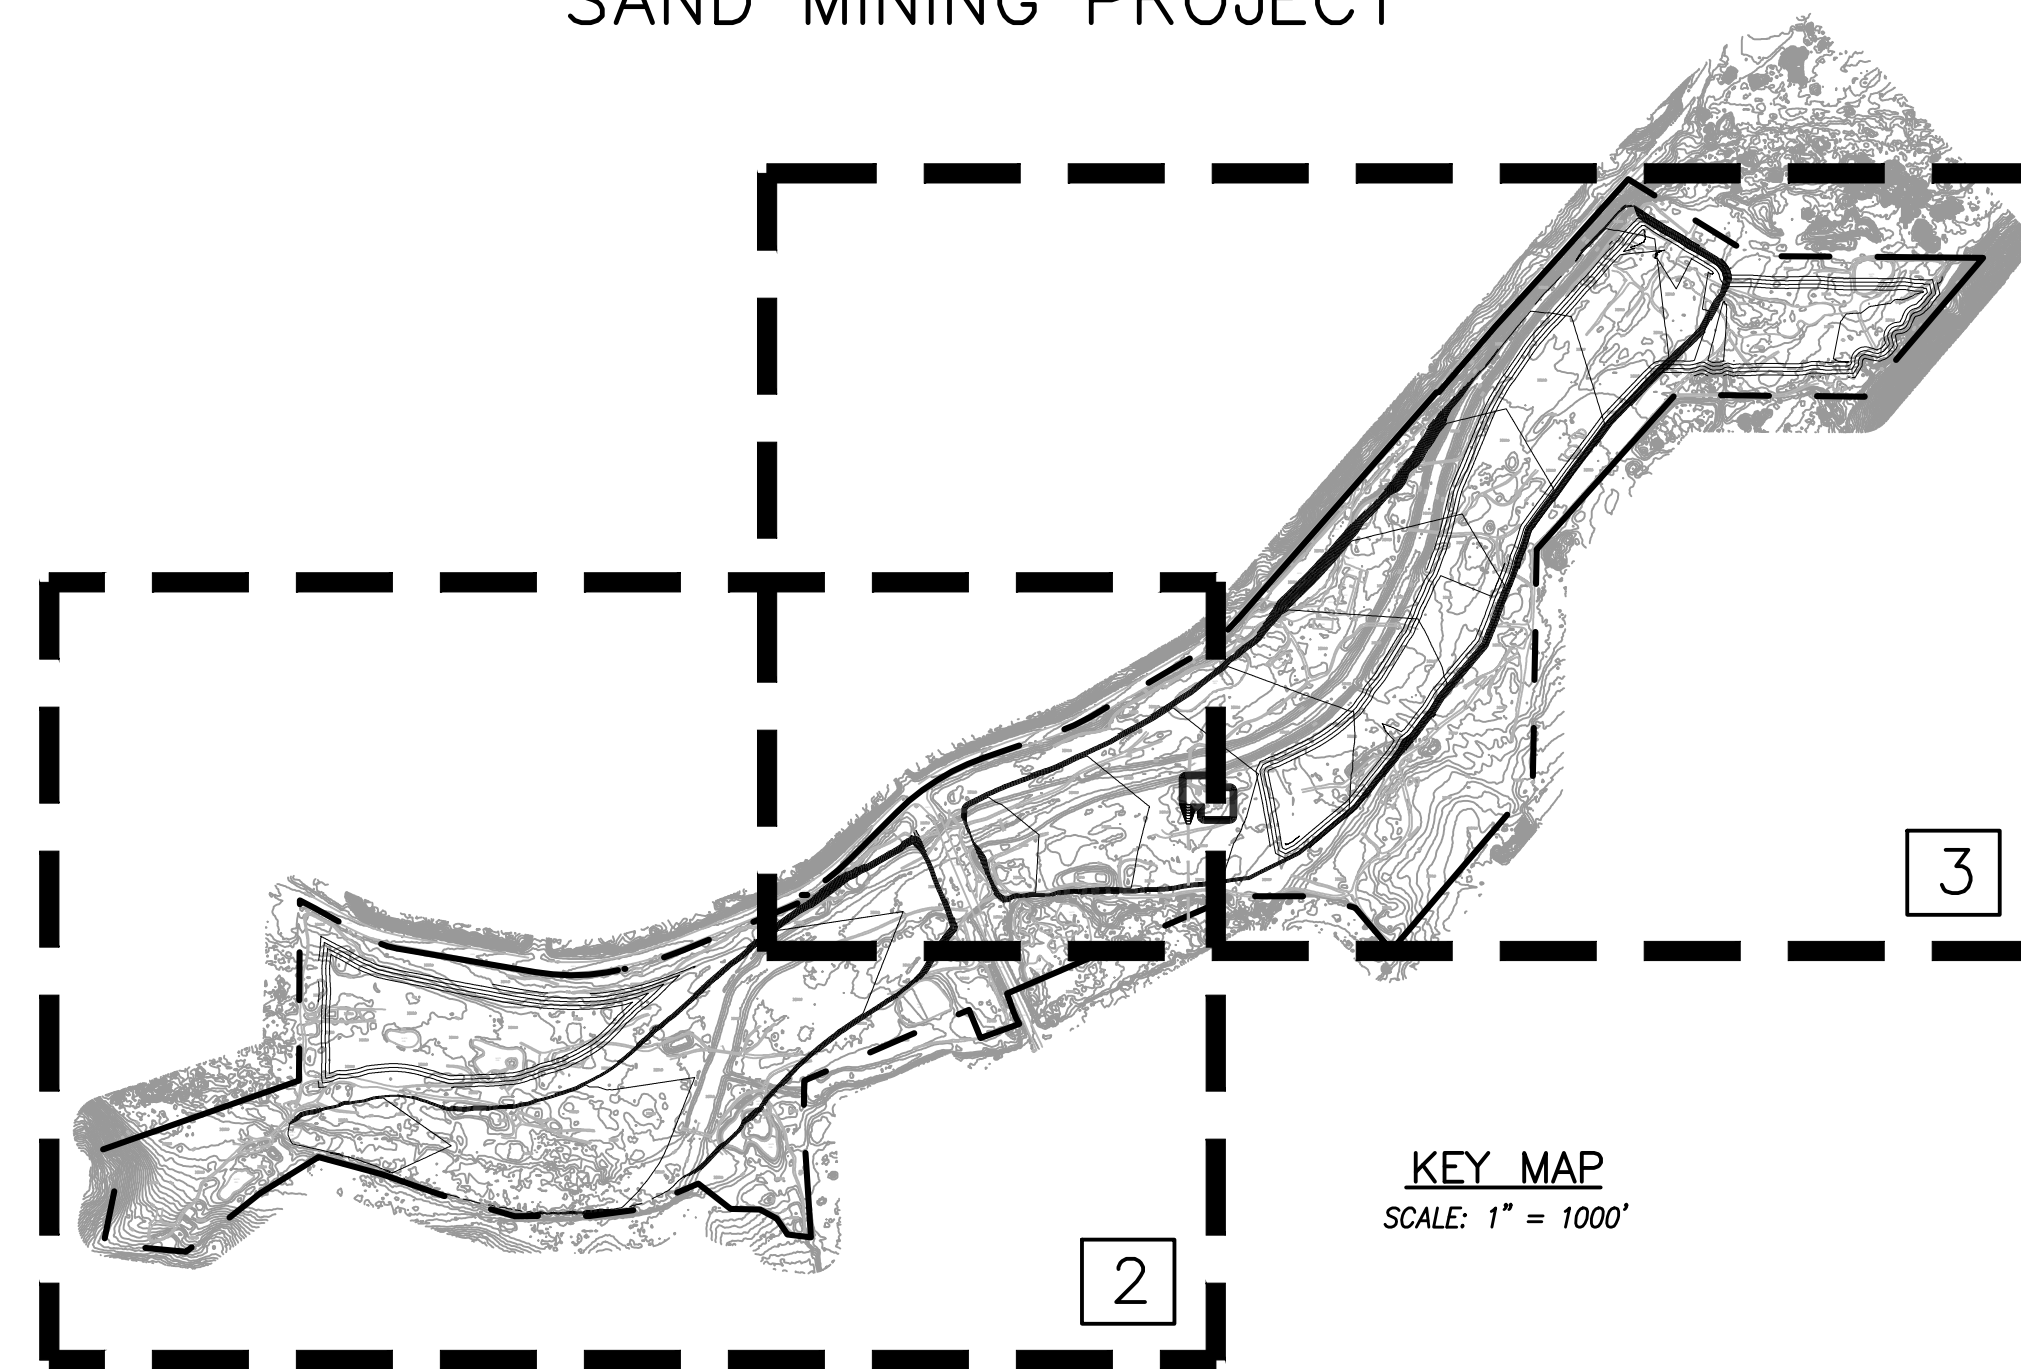 SAND MINING PROJECT
3
KEY MAP
SCALE: 1" = 1000'
2